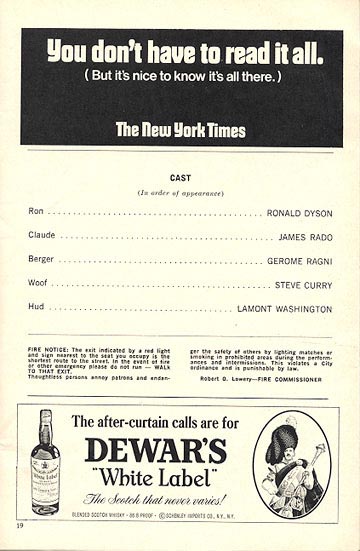 You don't have to read it all.
(But it's nice to know it's all there.)
The New York Times
CAST
(In order of appearance)
Ron ........ RONALD DYSON
Claude ........ JAMES RADO
Berger ........ GEROME RAGNI
Woof ........ STEVE CURRY
Hud ........ LAMONT WASHINGTON
FIRE NOTICE: The exit indicated by a red light
and sign nearest to the seat you occupy is the
shortest route to the street. In the event of fire
or other emergency please do not run — WALK
TO THAT EXIT.
Thoughtless persons annoy patrons and endan-
ger the safety of others by lighting matches or
smoking in prohibited areas during the perform-
ances and intermissions. This violates a City
ordinance and is punishable by law.
Robert O. Lowery—FIRE COMMISSIONER
The after-curtain calls are for
DEWAR'S
"White Label"
The Scotch that never varies!
BLENDED SCOTCH WHISKY · 86.8 PROOF · © SCHENLEY IMPORTS CO., N.Y., N.Y.
19